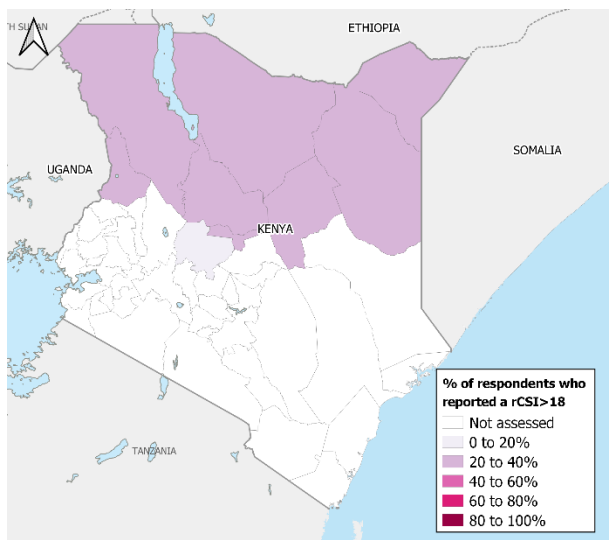 ETHIOPIA
UGANDA
SOMALIA
KENYA
TANZANIA
% of respondents who
reported a rCSI>18
Not assessed
0 to 20%
20 to 40%
40 to 60%
60 to 80%
80 to 100%